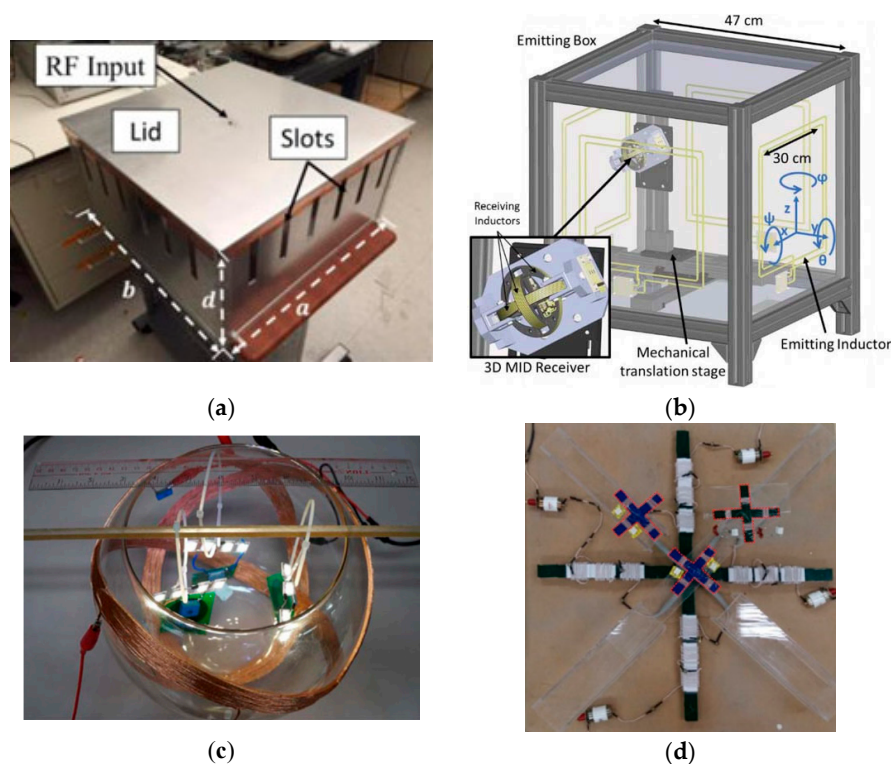 RF Input
Lid
Slots
b
d
a
(a)
47 cm
Emitting Box
30 cm
φ
z
ψ
x
y
θ
Receiving
Inductors
3D MID Receiver
Mechanical
translation stage
Emitting Inductor
(b)
(c)
(d)